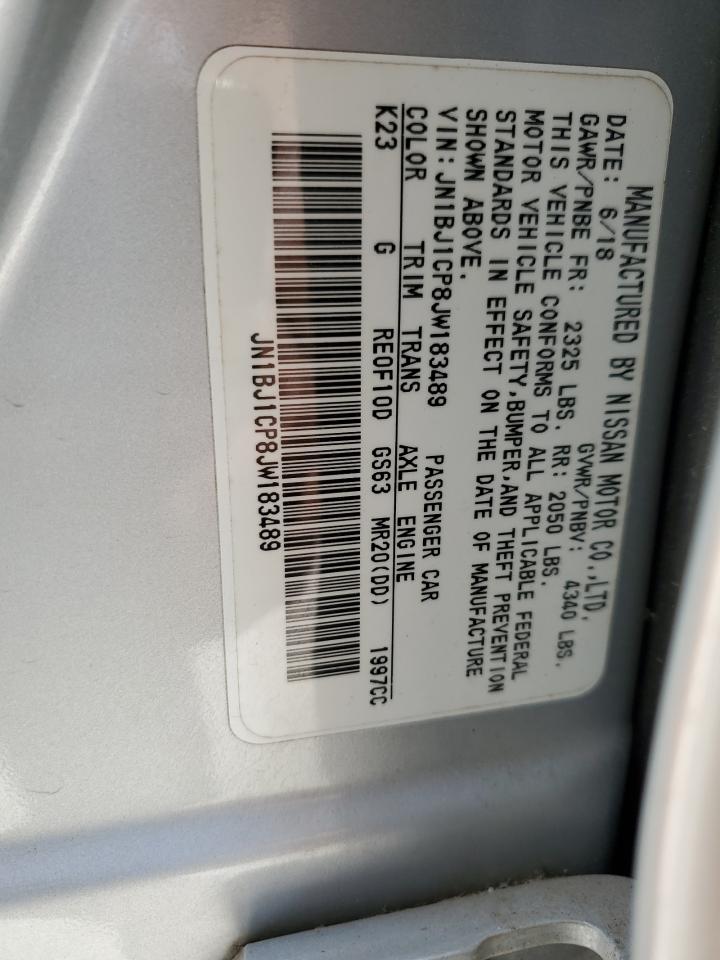 MANUFACTURED BY NISSAN MOTOR CO.,LTD.
DATE: 6/18 GVWR/PNBV: 4340 LBS.
GAWR/PNBE FR: 2325 LBS. RR: 2050 LBS.
THIS VEHICLE CONFORMS TO ALL APPLICABLE FEDERAL
MOTOR VEHICLE SAFETY,BUMPER,AND THEFT PREVENTION
STANDARDS IN EFFECT ON THE DATE OF MANUFACTURE
SHOWN ABOVE.
VIN:JN1BJ1CP8JW183489 PASSENGER CAR
COLOR TRIM TRANS AXLE ENGINE
K23 G RE0F10D GS63 MR20(DD) 1997CC
JN1BJ1CP8JW183489